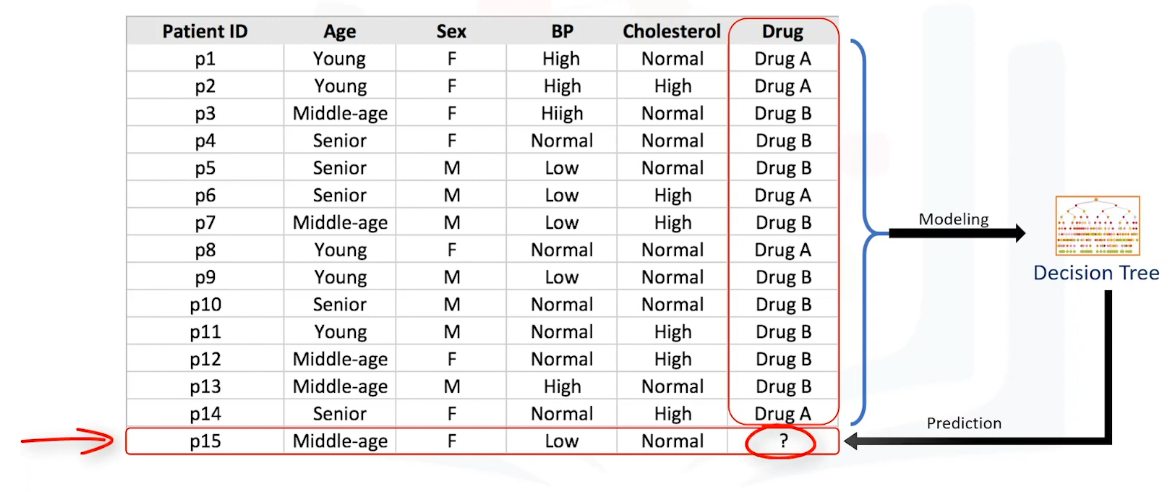 Patient ID Age Sex BP Cholesterol Drug
p1 Young F High Normal Drug A
p2 Young F High High Drug A
p3 Middle-age F Hiigh Normal Drug B
p4 Senior F Normal Normal Drug B
p5 Senior M Low Normal Drug B
p6 Senior M Low High Drug A
p7 Middle-age M Low High Drug B
p8 Young F Normal Normal Drug A
p9 Young M Low Normal Drug B
p10 Senior M Normal Normal Drug B
p11 Young M Normal High Drug B
p12 Middle-age F Normal High Drug B
p13 Middle-age M High Normal Drug B
p14 Senior F Normal High Drug A
p15 Middle-age F Low Normal ?
Modeling
Decision Tree
Prediction